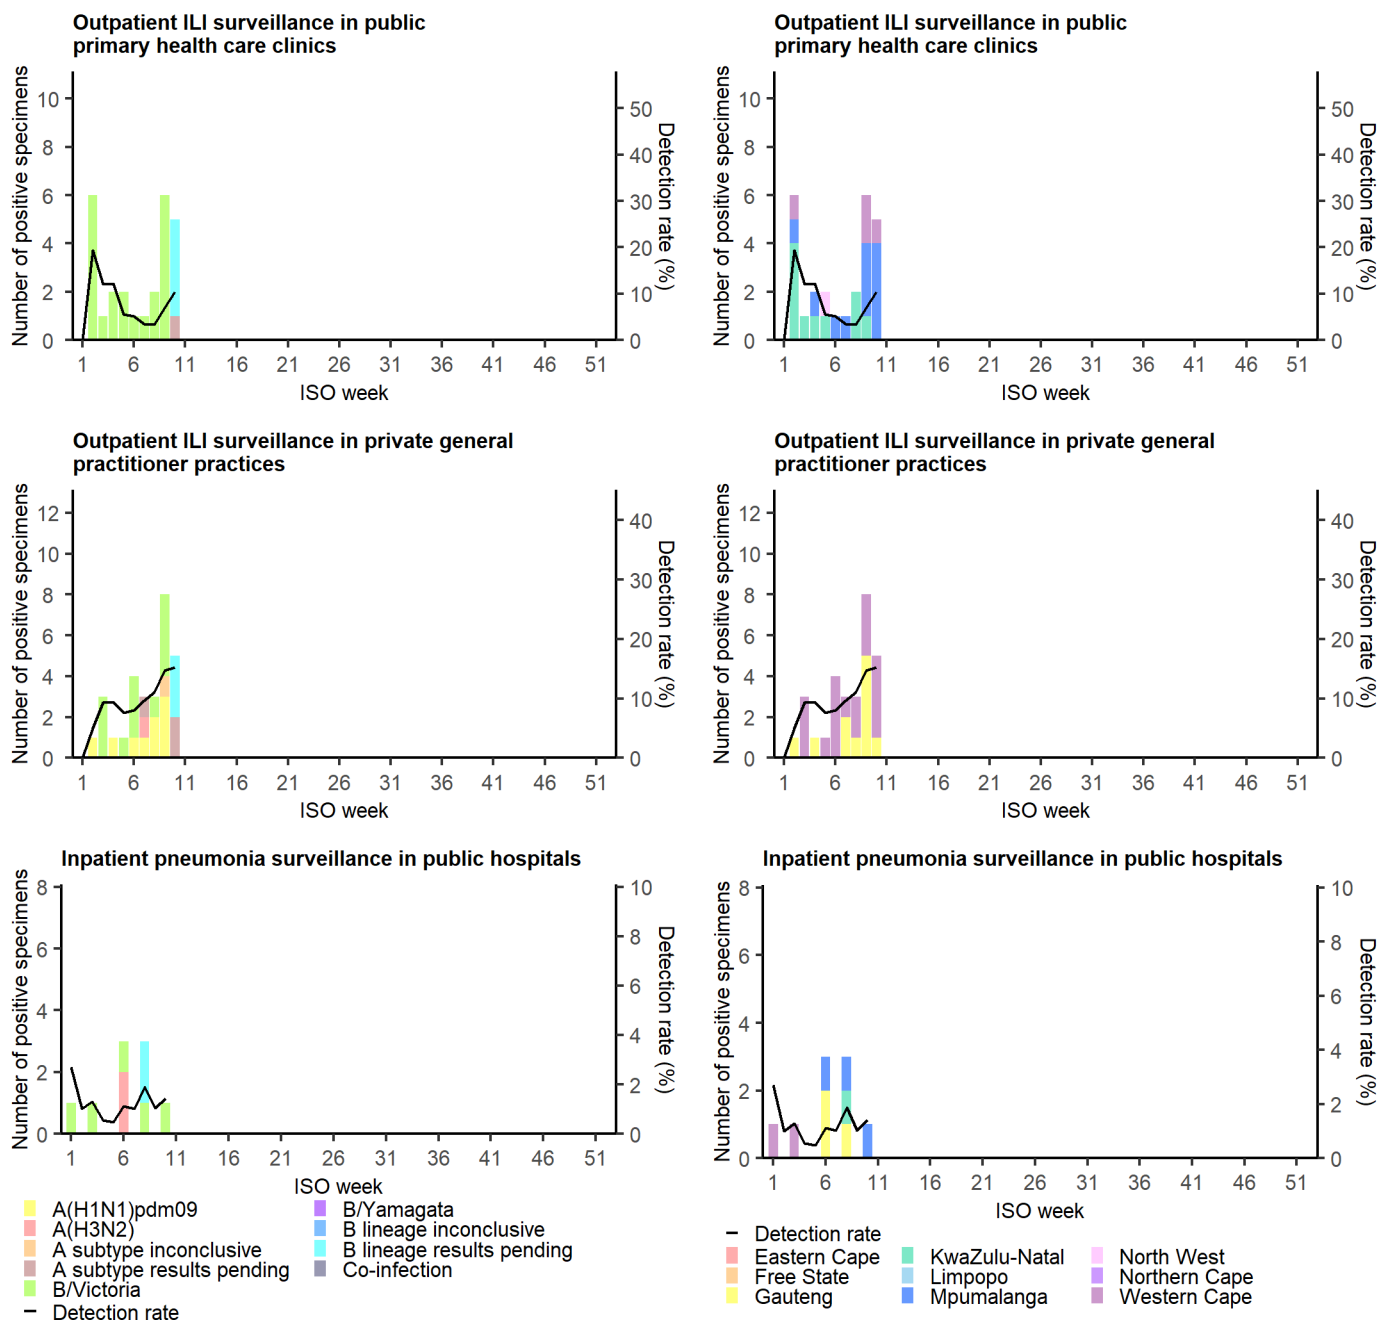 Outpatient ILI surveillance in public
primary health care clinics
Number of positive specimens
10
8
6
4
2
0
50
40
30
20
10
0
Detection rate (%)
1 6 11 16 21 26 31 36 41 46 51
ISO week
Outpatient ILI surveillance in public
primary health care clinics
Number of positive specimens
10
8
6
4
2
0
50
40
30
20
10
0
Detection rate (%)
1 6 11 16 21 26 31 36 41 46 51
ISO week
Outpatient ILI surveillance in private general
practitioner practices
Number of positive specimens
12
10
8
6
4
2
0
40
30
20
10
0
Detection rate (%)
1 6 11 16 21 26 31 36 41 46 51
ISO week
Outpatient ILI surveillance in private general
practitioner practices
Number of positive specimens
12
10
8
6
4
2
0
40
30
20
10
0
Detection rate (%)
1 6 11 16 21 26 31 36 41 46 51
ISO week
Inpatient pneumonia surveillance in public hospitals
Number of positive specimens
8
6
4
2
0
10
8
6
4
2
0
Detection rate (%)
1 6 11 16 21 26 31 36 41 46 51
ISO week
A(H1N1)pdm09
A(H3N2)
A subtype inconclusive
A subtype results pending
B/Victoria
Detection rate
B/Yamagata
B lineage inconclusive
B lineage results pending
Co-infection
Inpatient pneumonia surveillance in public hospitals
Number of positive specimens
8
6
4
2
0
10
8
6
4
2
0
Detection rate (%)
1 6 11 16 21 26 31 36 41 46 51
ISO week
Detection rate
Eastern Cape
Free State
Gauteng
KwaZulu-Natal
Limpopo
Mpumalanga
North West
Northern Cape
Western Cape